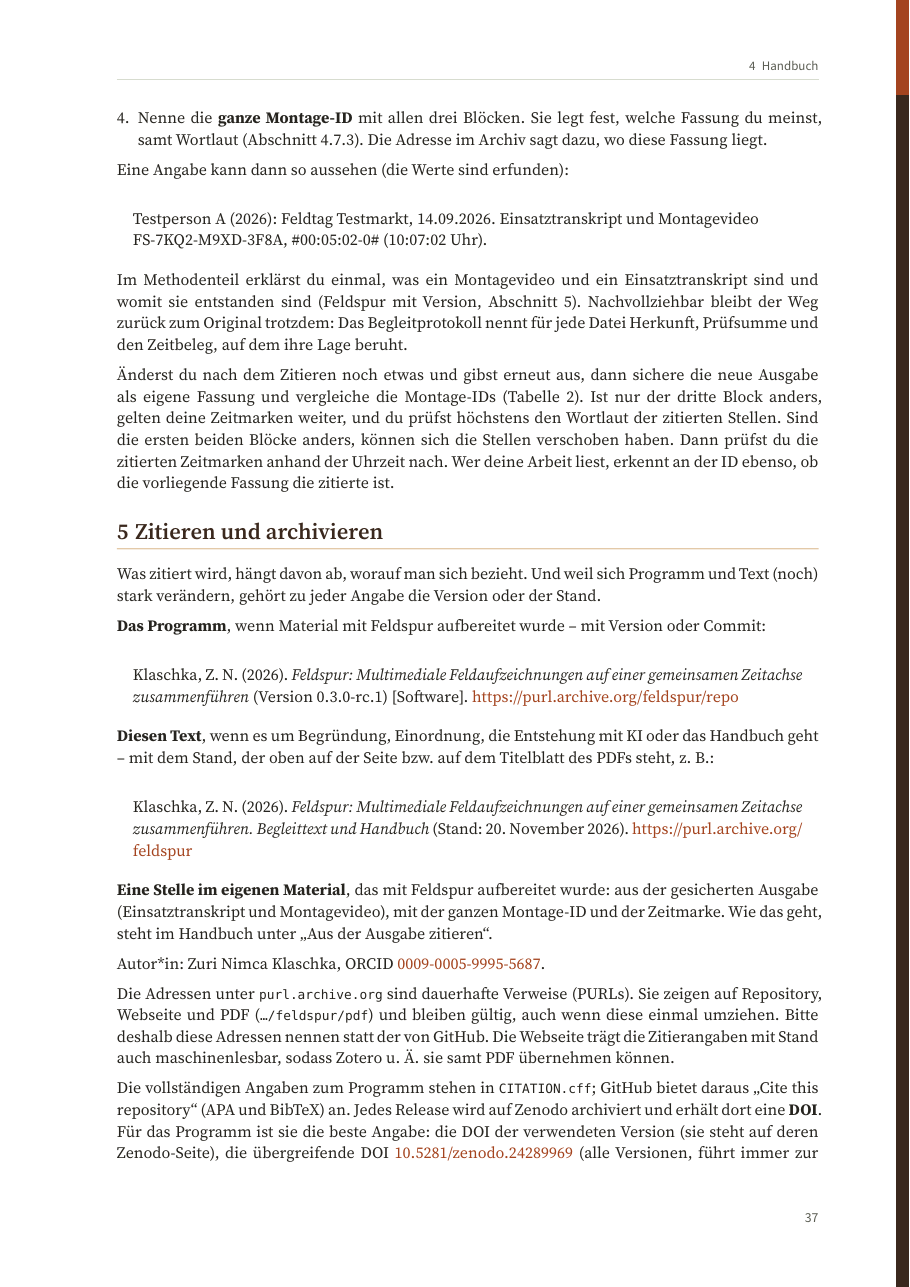 4 Handbuch
4. Nenne die ganze Montage-ID mit allen drei Blöcken. Sie legt fest, welche Fassung du meinst,
samt Wortlaut (Abschnitt 4.7.3). Die Adresse im Archiv sagt dazu, wo diese Fassung liegt.
Eine Angabe kann dann so aussehen (die Werte sind erfunden):
Testperson A (2026): Feldtag Testmarkt, 14.09.2026. Einsatztranskript und Montagevideo
FS-7KQ2-M9XD-3F8A, #00:05:02-0# (10:07:02 Uhr).
Im Methodenteil erklärst du einmal, was ein Montagevideo und ein Einsatztranskript sind und
womit sie entstanden sind (Feldspur mit Version, Abschnitt 5). Nachvollziehbar bleibt der Weg
zurück zum Original trotzdem: Das Begleitprotokoll nennt für jede Datei Herkunft, Prüfsumme und
den Zeitbeleg, auf dem ihre Lage beruht.
Änderst du nach dem Zitieren noch etwas und gibst erneut aus, dann sichere die neue Ausgabe
als eigene Fassung und vergleiche die Montage-IDs (Tabelle 2). Ist nur der dritte Block anders,
gelten deine Zeitmarken weiter, und du prüfst höchstens den Wortlaut der zitierten Stellen. Sind
die ersten beiden Blöcke anders, können sich die Stellen verschoben haben. Dann prüfst du die
zitierten Zeitmarken anhand der Uhrzeit nach. Wer deine Arbeit liest, erkennt an der ID ebenso, ob
die vorliegende Fassung die zitierte ist.
5 Zitieren und archivieren
Was zitiert wird, hängt davon ab, worauf man sich bezieht. Und weil sich Programm und Text (noch)
stark verändern, gehört zu jeder Angabe die Version oder der Stand.
Das Programm, wenn Material mit Feldspur aufbereitet wurde – mit Version oder Commit:
Klaschka, Z. N. (2026). Feldspur: Multimediale Feldaufzeichnungen auf einer gemeinsamen Zeitachse
zusammenführen (Version 0.3.0-rc.1) [Software]. https://purl.archive.org/feldspur/repo
Diesen Text, wenn es um Begründung, Einordnung, die Entstehung mit KI oder das Handbuch geht
– mit dem Stand, der oben auf der Seite bzw. auf dem Titelblatt des PDFs steht, z. B.:
Klaschka, Z. N. (2026). Feldspur: Multimediale Feldaufzeichnungen auf einer gemeinsamen Zeitachse
zusammenführen. Begleittext und Handbuch (Stand: 20. November 2026). https://purl.archive.org/
feldspur
Eine Stelle im eigenen Material, das mit Feldspur aufbereitet wurde: aus der gesicherten Ausgabe
(Einsatztranskript und Montagevideo), mit der ganzen Montage-ID und der Zeitmarke. Wie das geht,
steht im Handbuch unter „Aus der Ausgabe zitieren“.
Autor*in: Zuri Nimca Klaschka, ORCID 0009-0005-9995-5687.
Die Adressen unter purl.archive.org sind dauerhafte Verweise (PURLs). Sie zeigen auf Repository,
Webseite und PDF (…/feldspur/pdf) und bleiben gültig, auch wenn diese einmal umziehen. Bitte
deshalb diese Adressen nennen statt der von GitHub. Die Webseite trägt die Zitierangaben mit Stand
auch maschinenlesbar, sodass Zotero u. Ä. sie samt PDF übernehmen können.
Die vollständigen Angaben zum Programm stehen in CITATION.cff; GitHub bietet daraus „Cite this
repository“ (APA und BibTeX) an. Jedes Release wird auf Zenodo archiviert und erhält dort eine DOI.
Für das Programm ist sie die beste Angabe: die DOI der verwendeten Version (sie steht auf deren
Zenodo-Seite), die übergreifende DOI 10.5281/zenodo.24289969 (alle Versionen, führt immer zur
37